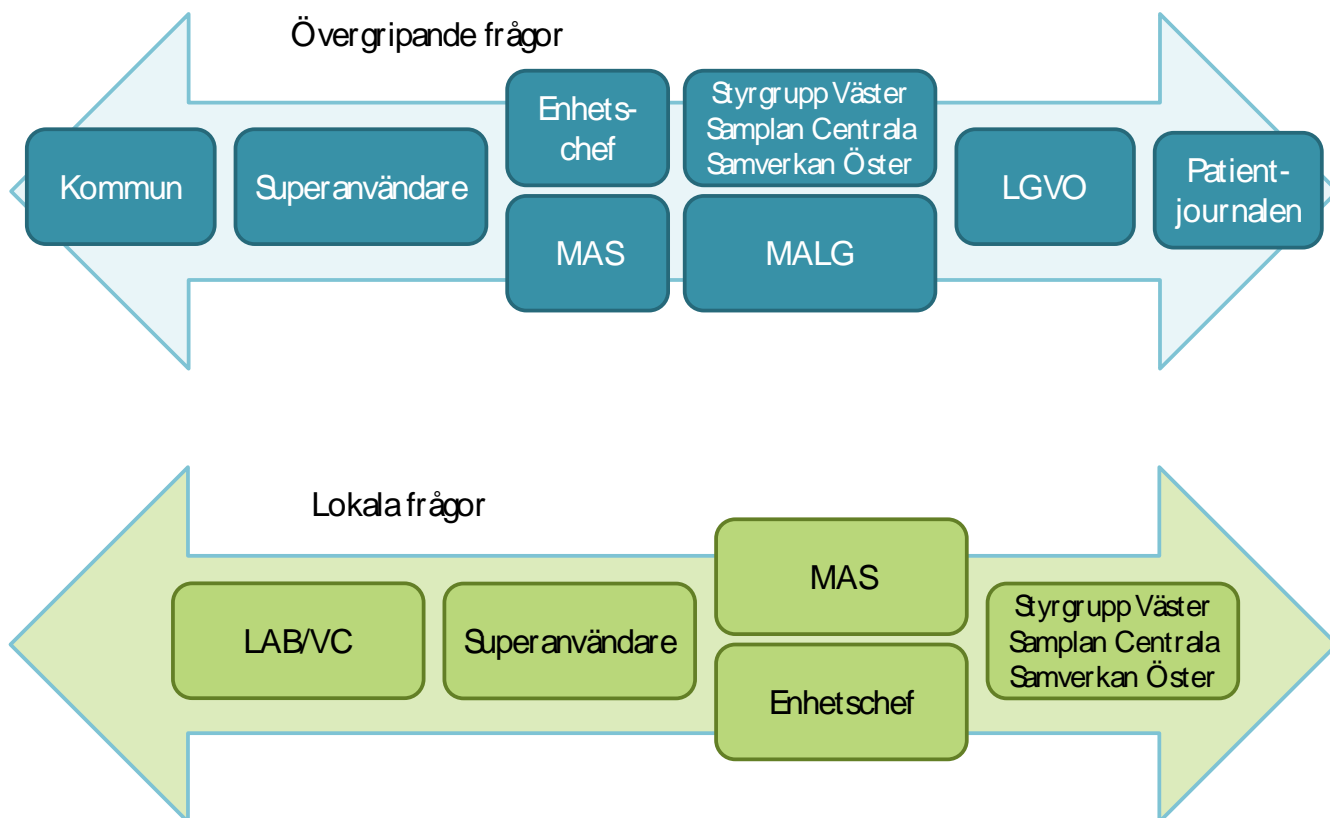 Övergripande frågor
Kommun
Superanvändare
Enhets-
chef
MAS
Styrgrupp Väster
Samplan Centrala
Samverkan Öster
MALG
LGVO
Patient-
journalen
Lokala frågor
LAB/VC
Superanvändare
MAS
Enhetschef
Styrgrupp Väster
Samplan Centrala
Samverkan Öster